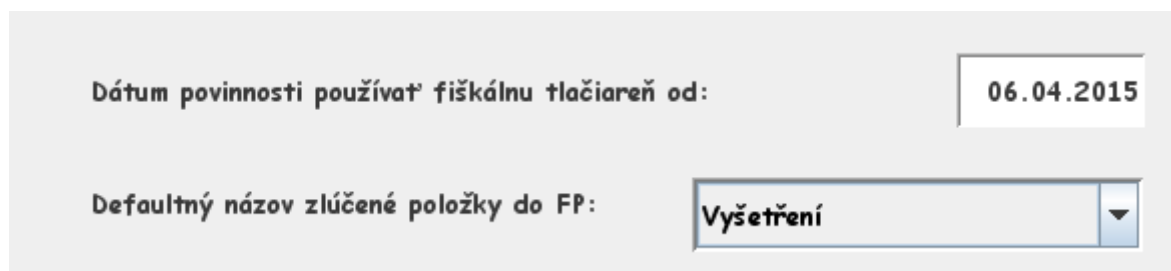 Dátum povinnosti používať fiškálnu tlačiareň od: 06.04.2015
Defaultný názov zlúčené položky do FP: Vyšetření